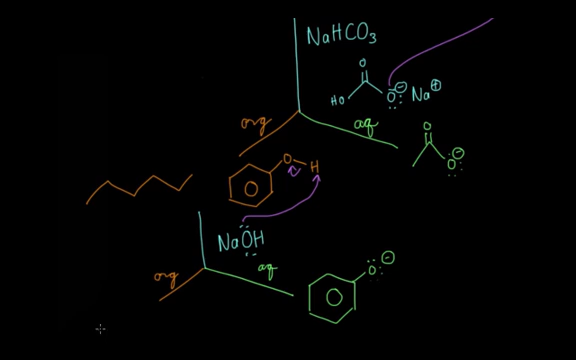 NaHCO3
O
HO O⊖ Na⊕
org aq
O
O⊖
O H
NaOH
org aq
O⊖